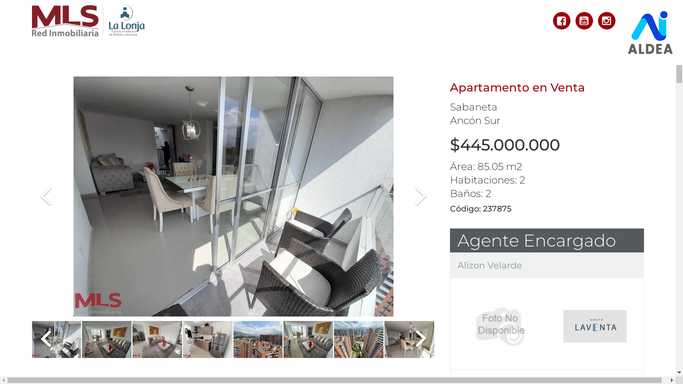 MLS
Red Inmobiliaria
La Lonja
ALDEA
Apartamento en Venta
Sabaneta
Ancón Sur
$445.000.000
Área: 85.05 m2
Habitaciones: 2
Baños: 2
Código: 237875
Agente Encargado
Alizon Velarde
Foto No
Disponible
LAVENTA
MLS